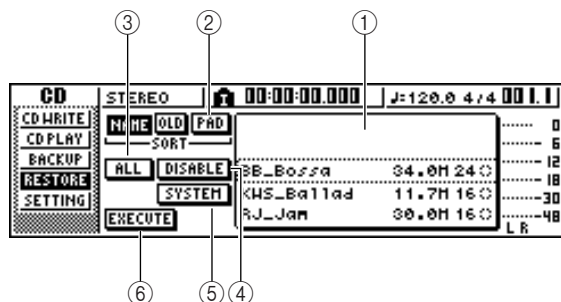 ③ ② ①
CD STEREO 00:00:00.000 ♩=120.0 4/4 001.1
CD WRITE NAME OLD PAD 0
CD PLAY SORT 6
BACKUP ALL DISABLE BB_Bossa 34.0M 24 12
RESTORE 18
SETTING SYSTEM KWS_Ballad 11.7M 16 30
EXECUTE RJ_Jam 30.0M 16 48
L R
⑥ ⑤ ④